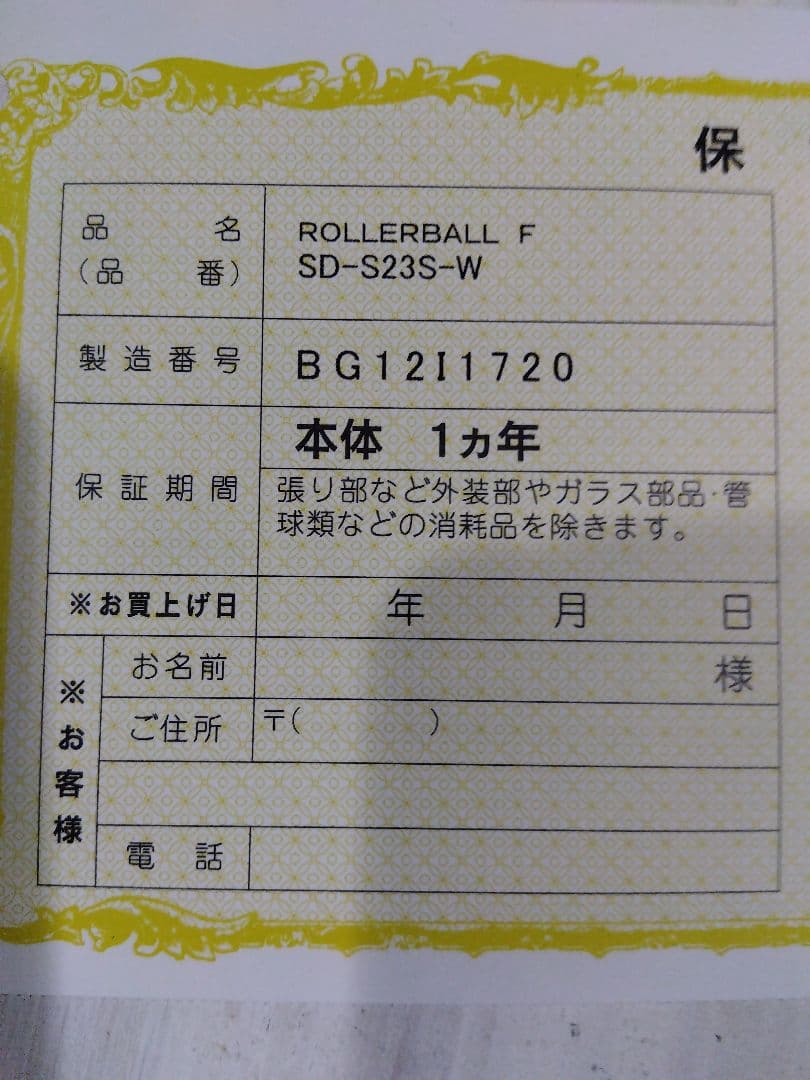 保
品名
（品番）
ROLLERBALL F
SD-S23S-W
製造番号
BG12I1720
保証期間
本体 1ヵ年
張り部など外装部やガラス部品·管
球類などの消耗品を除きます。
※お買上げ日
年 月 日
※お客様
お名前
様
ご住所
〒( )
電話